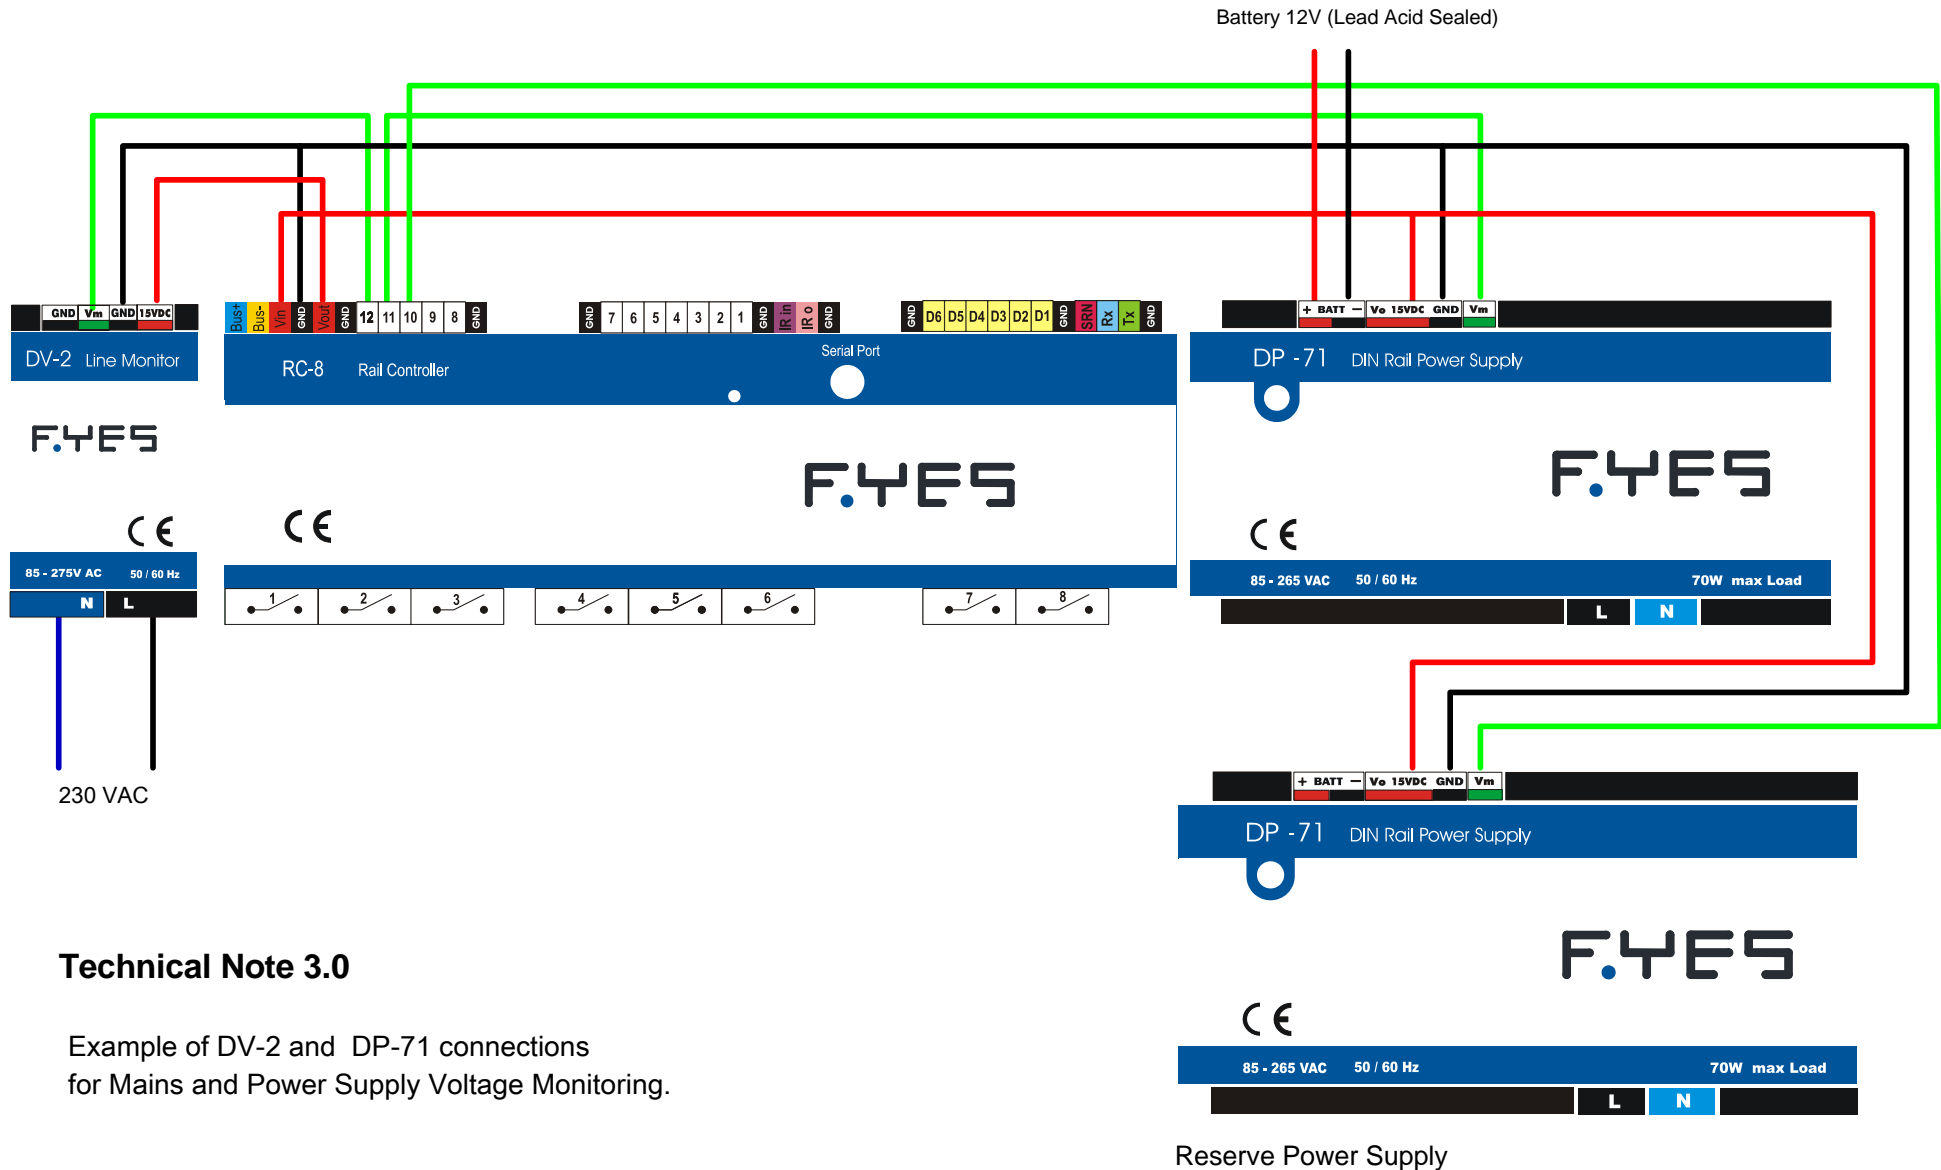 Battery 12V (Lead Acid Sealed)
GND Vm GND 15VDC
Bus+ Bus- Vin GND Vout GND 12 11 10 9 8 GND
GND 7 6 5 4 3 2 1 GND IR in IR o GND
GND D6 D5 D4 D3 D2 D1 GND SRN Rx Tx GND
+ BATT – Vo 15VDC GND Vm
DV-2 Line Monitor
RC-8 Rail Controller
Serial Port
DP -71 DIN Rail Power Supply
F.YES
F.YES
F.YES
CE
CE
CE
85 - 275V AC 50 / 60 Hz
N L
1 2 3 4 5 6 7 8
85 - 265 VAC 50 / 60 Hz 70W max Load
L N
230 VAC
+ BATT – Vo 15VDC GND Vm
DP -71 DIN Rail Power Supply
F.YES
CE
85 - 265 VAC 50 / 60 Hz 70W max Load
L N
Reserve Power Supply
Technical Note 3.0
Example of DV-2 and DP-71 connections
for Mains and Power Supply Voltage Monitoring.